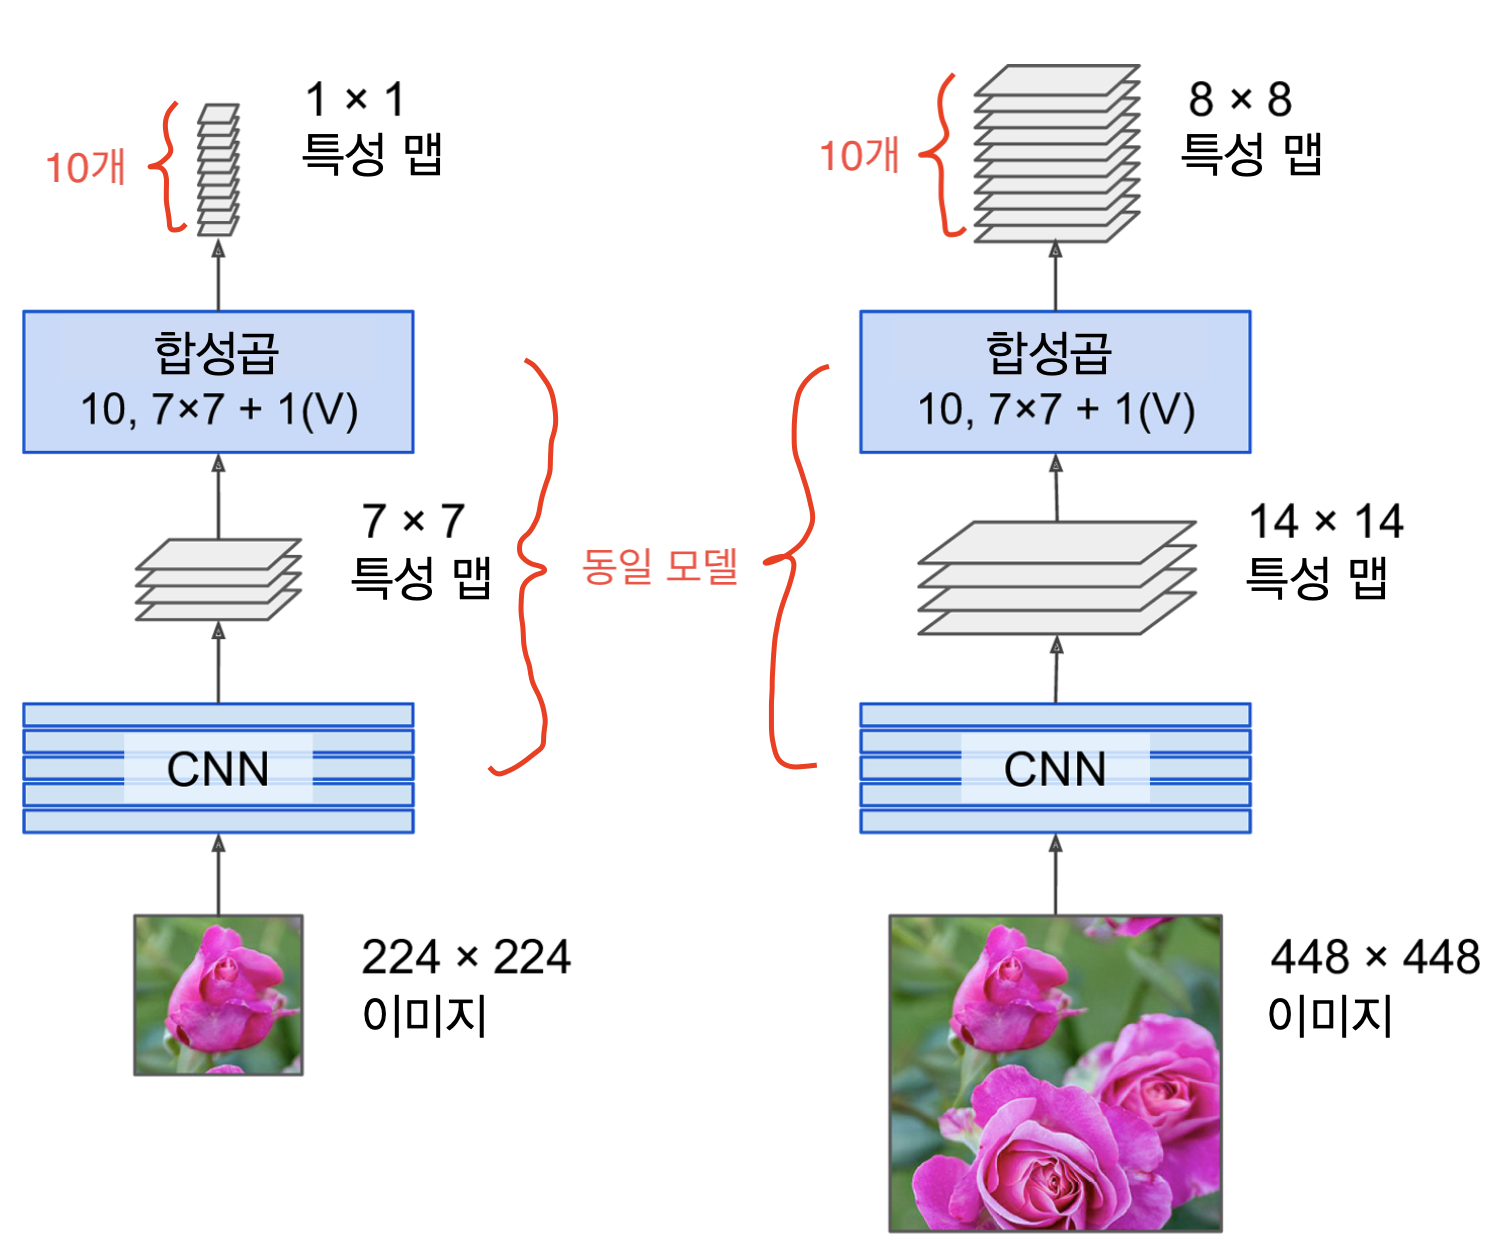 1 × 1
특성 맵
10개
합성곱
10, 7×7 + 1(V)
7 × 7
특성 맵
CNN
224 × 224
이미지
동일 모델
8 × 8
특성 맵
10개
합성곱
10, 7×7 + 1(V)
14 × 14
특성 맵
CNN
448 × 448
이미지